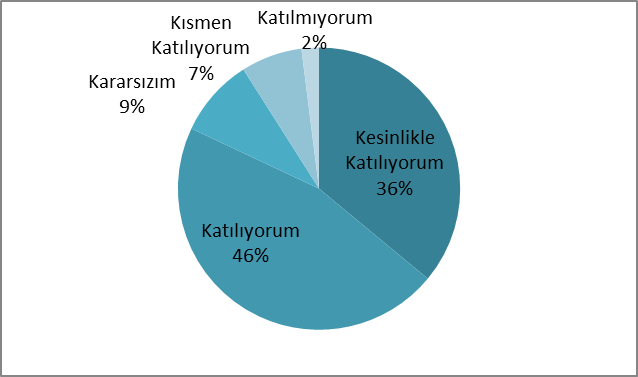 Katılmıyorum
2%
Kısmen
Katılıyorum
7%
Kararsızım
9%
Kesinlikle
Katılıyorum
36%
Katılıyorum
46%